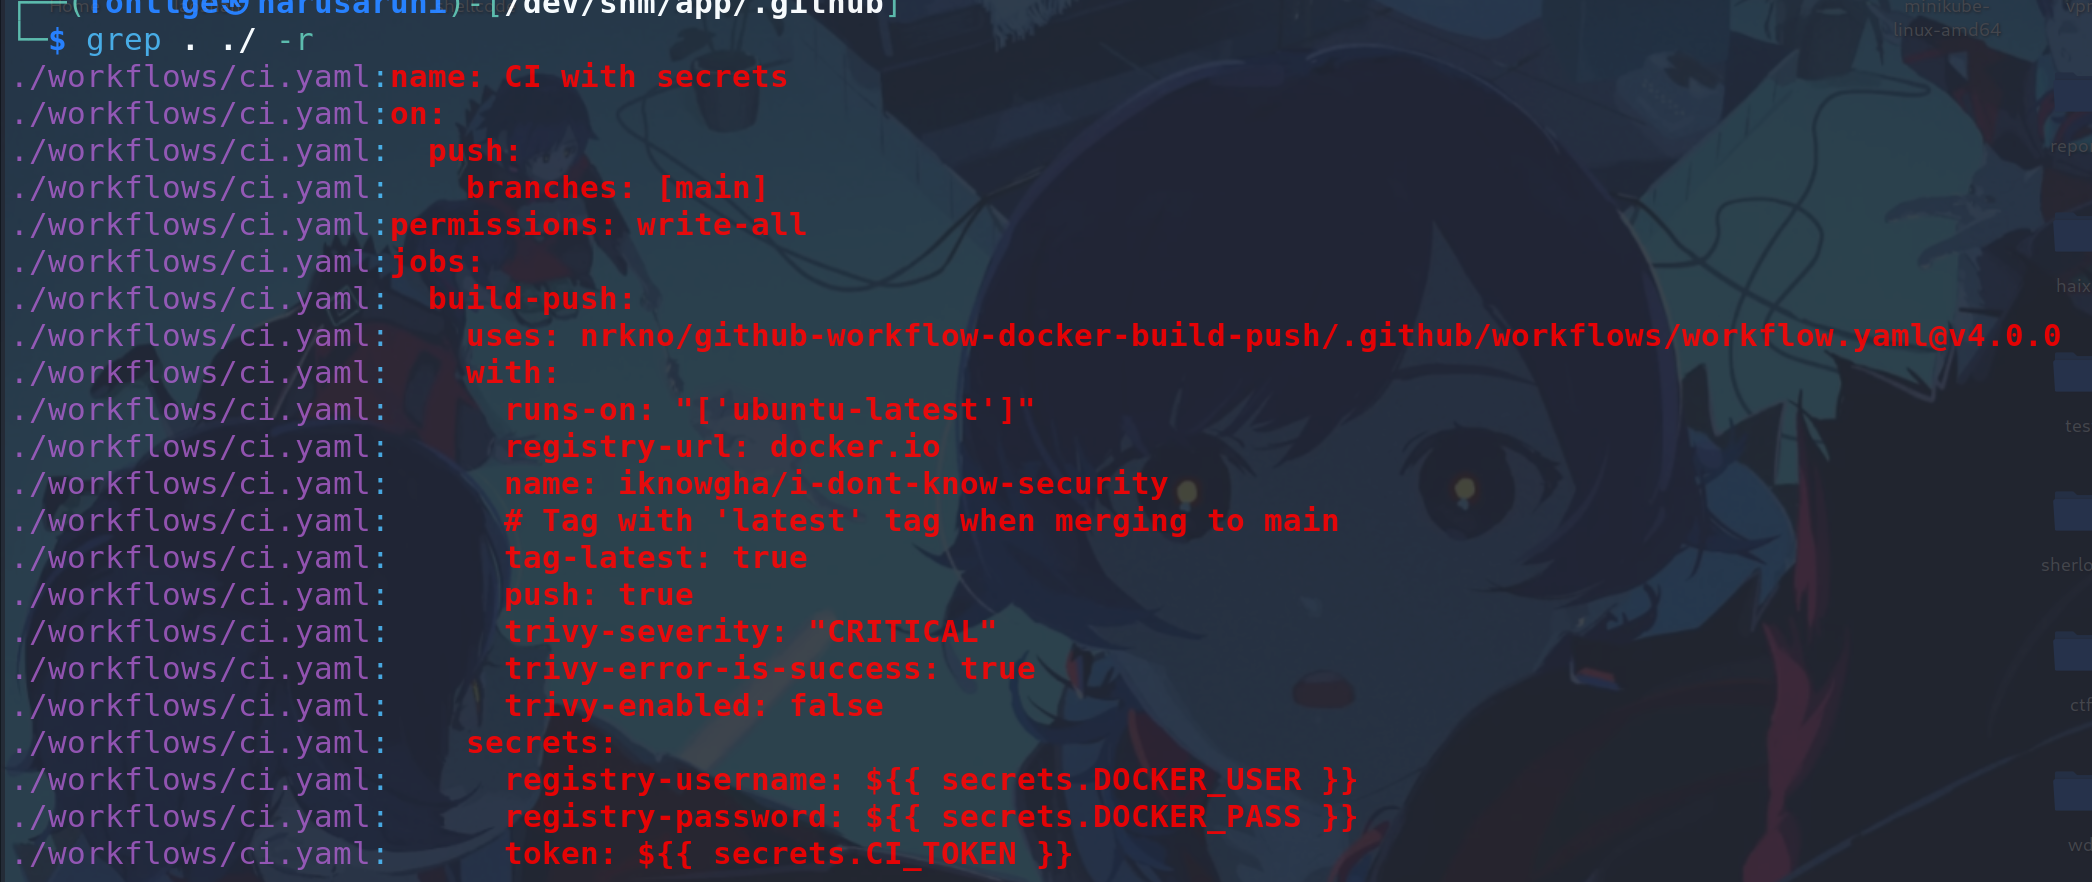 harusaruhi)-[/dev/shm/app/.github]
└─$ grep . ./ -r
./workflows/ci.yaml:name: CI with secrets
./workflows/ci.yaml:on:
./workflows/ci.yaml:  push:
./workflows/ci.yaml:    branches: [main]
./workflows/ci.yaml:permissions: write-all
./workflows/ci.yaml:jobs:
./workflows/ci.yaml:  build-push:
./workflows/ci.yaml:    uses: nrkno/github-workflow-docker-build-push/.github/workflows/workflow.yaml@v4.0.0
./workflows/ci.yaml:    with:
./workflows/ci.yaml:      runs-on: "['ubuntu-latest']"
./workflows/ci.yaml:      registry-url: docker.io
./workflows/ci.yaml:      name: iknowgha/i-dont-know-security
./workflows/ci.yaml:      # Tag with 'latest' tag when merging to main
./workflows/ci.yaml:      tag-latest: true
./workflows/ci.yaml:      push: true
./workflows/ci.yaml:      trivy-severity: "CRITICAL"
./workflows/ci.yaml:      trivy-error-is-success: true
./workflows/ci.yaml:      trivy-enabled: false
./workflows/ci.yaml:    secrets:
./workflows/ci.yaml:      registry-username: ${{ secrets.DOCKER_USER }}
./workflows/ci.yaml:      registry-password: ${{ secrets.DOCKER_PASS }}
./workflows/ci.yaml:      token: ${{ secrets.CI_TOKEN }}
minikube-
linux-amd64
repo
haix
tes
sherlo
ctf
wd